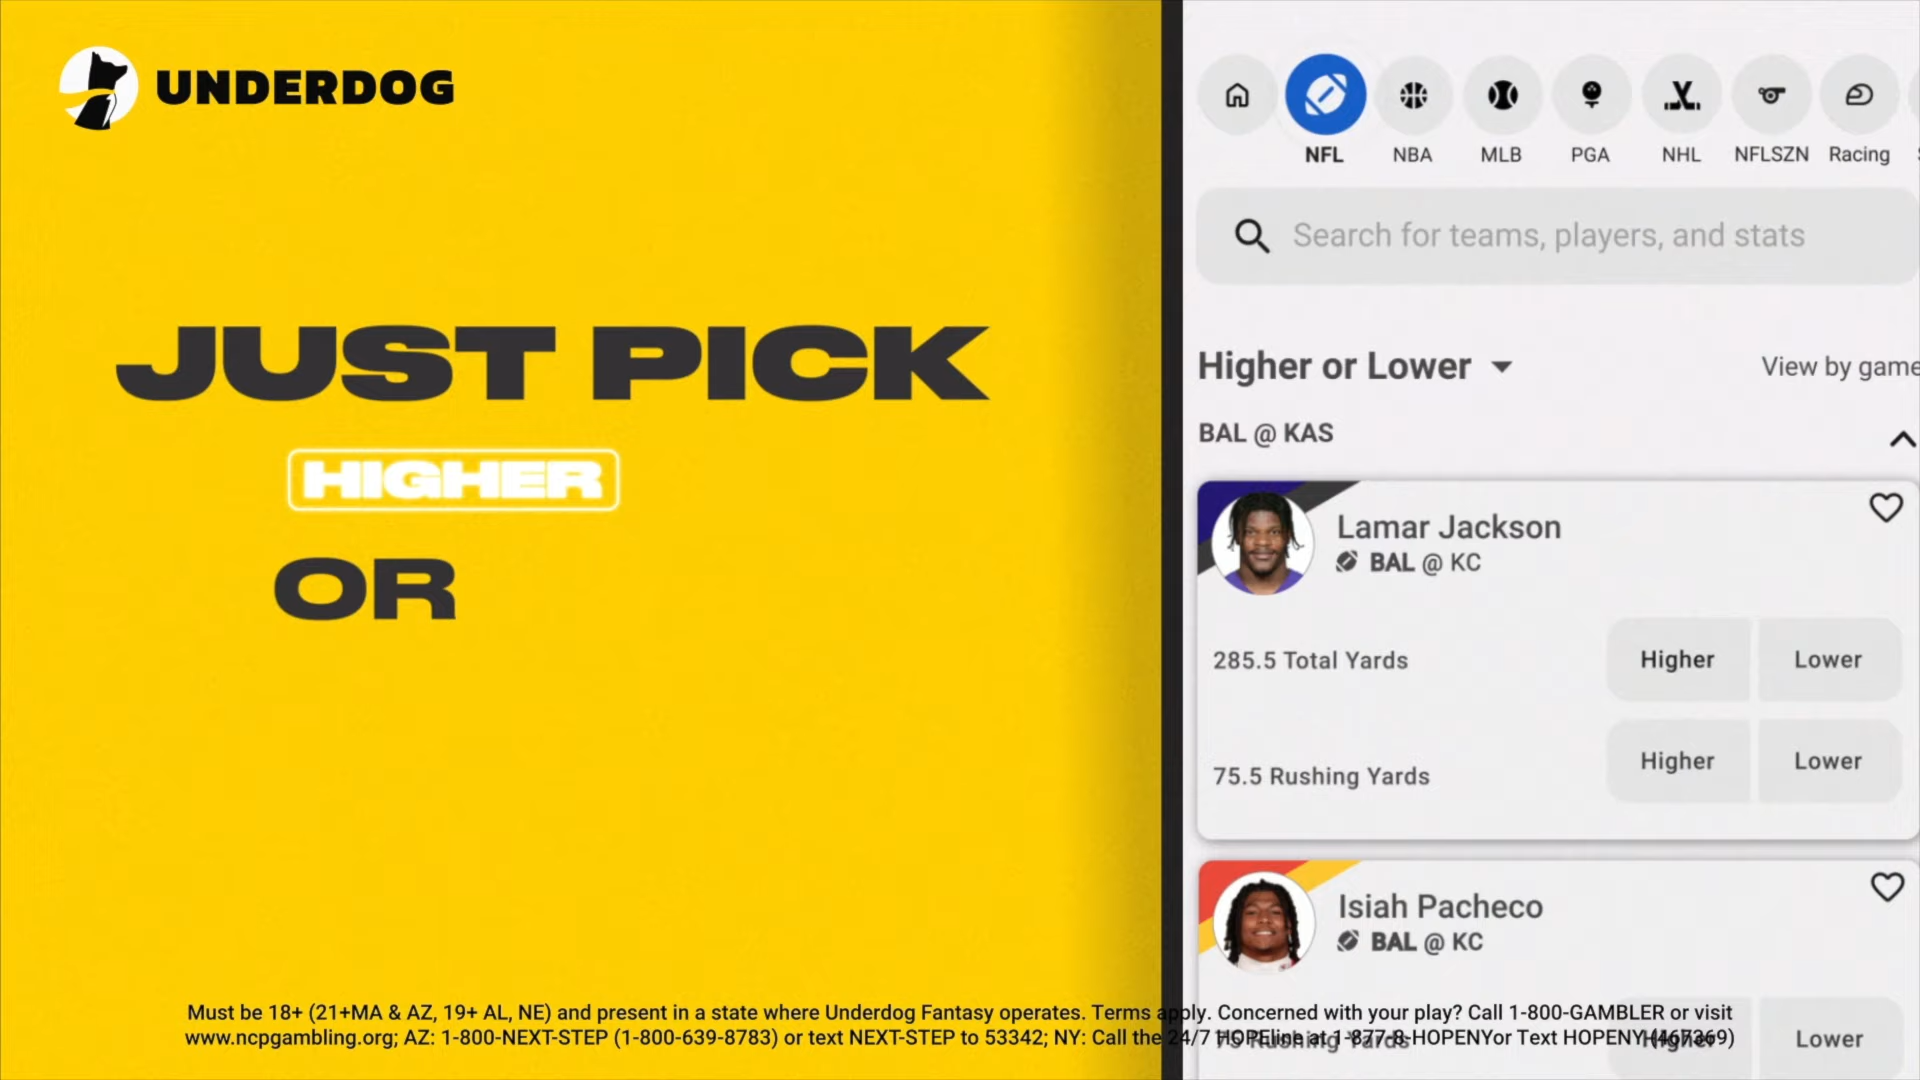 UNDERDOG
JUST PICK
HIGHER
OR
NFL NBA MLB PGA NHL NFLSZN Racing
Search for teams, players, and stats
Higher or Lower View by game
BAL @ KAS
Lamar Jackson
BAL @ KC
285.5 Total Yards Higher Lower
75.5 Rushing Yards Higher Lower
Isiah Pacheco
BAL @ KC
75 Rushing Yards Higher Lower
Must be 18+ (21+MA & AZ, 19+ AL, NE) and present in a state where Underdog Fantasy operates. Terms apply. Concerned with your play? Call 1-800-GAMBLER or visit
www.ncpgambling.org; AZ: 1-800-NEXT-STEP (1-800-639-8783) or text NEXT-STEP to 53342; NY: Call the 24/7 HOPEline at 1-877-8-HOPENYor Text HOPENY (467369)